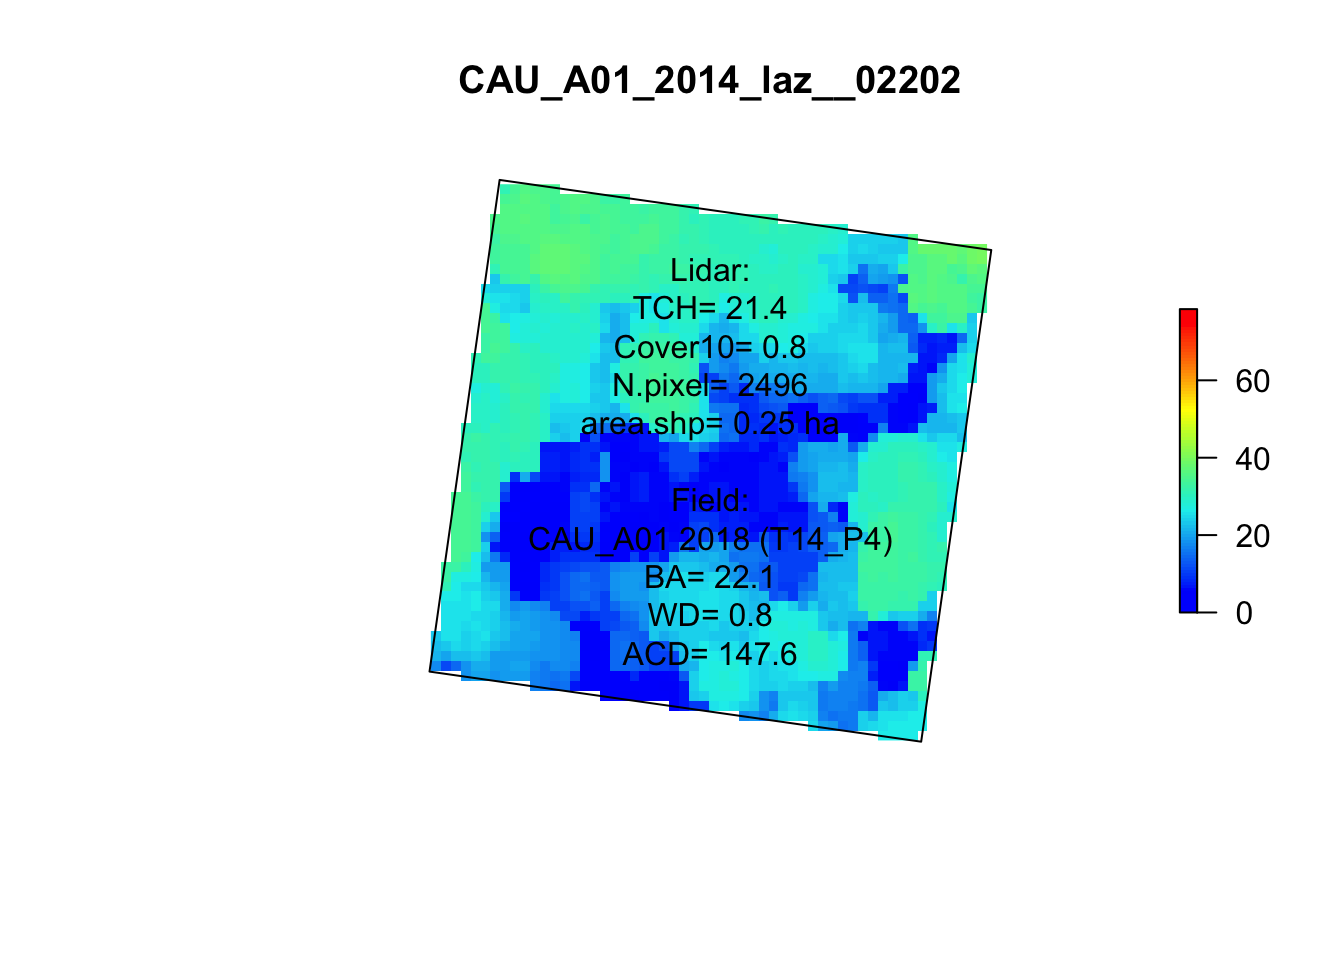 CAU_A01_2014_laz__02202
Lidar:
TCH= 21.4
Cover10= 0.8
N.pixel= 2496
area.shp= 0.25 ha
Field:
CAU_A01 2018 (T14_P4)
BA= 22.1
WD= 0.8
ACD= 147.6
60
40
20
0